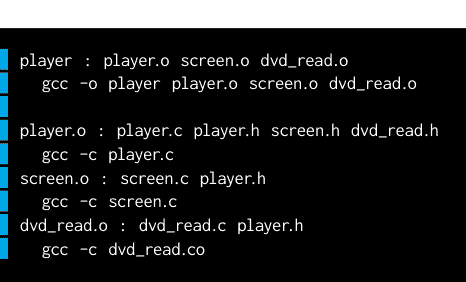 player : player.o screen.o dvd_read.o
gcc -o player player.o screen.o dvd_read.o
player.o : player.c player.h screen.h dvd_read.h
gcc -c player.c
screen.o : screen.c player.h
gcc -c screen.c
dvd_read.o : dvd_read.c player.h
gcc -c dvd_read.co